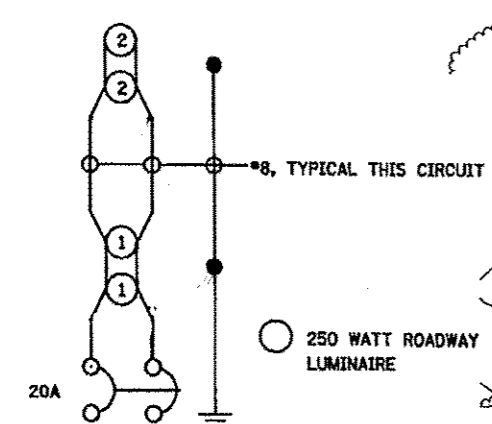 2
2
#8, TYPICAL THIS CIRCUIT
1
1
250 WATT ROADWAY
LUMINAIRE
20A